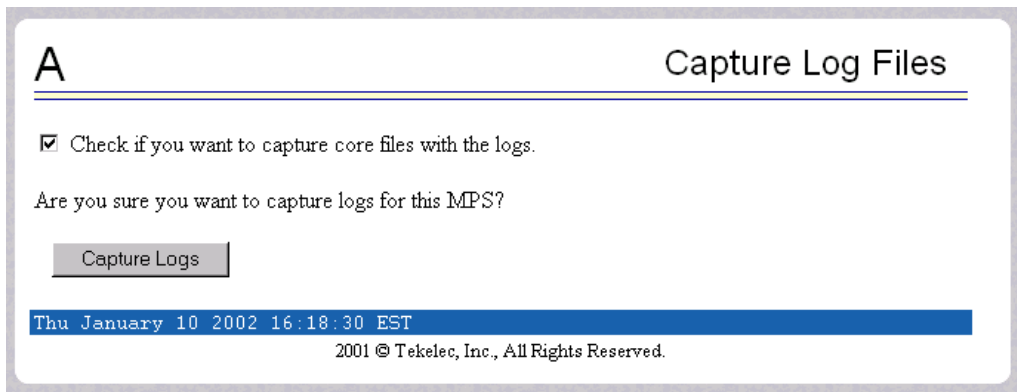 A
Capture Log Files
Check if you want to capture core files with the logs.
Are you sure you want to capture logs for this MPS?
Capture Logs
Thu January 10 2002 16:18:30 EST
2001 © Tekelec, Inc., All Rights Reserved.